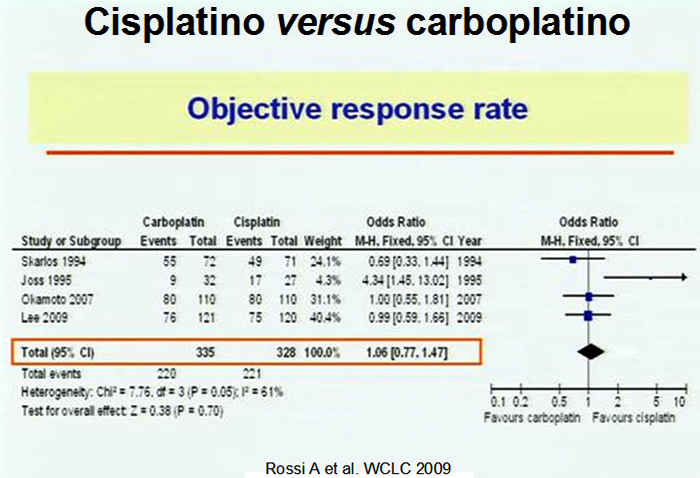 Cisplatino versus carboplatino
Objective response rate
Carboplatin Cisplatin Odds Ratio Odds Ratio
Study or Subgroup Events Total Events Total Weight M-H, Fixed, 95% CI Year M-H, Fixed, 95% CI
Skarlos 1994 55 72 49 71 24.1% 0.69 [0.33, 1.44] 1994
Joss 1995 9 32 17 27 4.3% 4.34 [1.45, 13.02] 1995
Okamoto 2007 80 110 80 110 31.1% 1.00 [0.55, 1.81] 2007
Lee 2009 76 121 75 120 40.4% 0.99 [0.59, 1.66] 2009
Total (95% CI) 335 328 100.0% 1.06 [0.77, 1.47]
Total events 220 221
Heterogeneity: Chi² = 7.76, df = 3 (P = 0.05); I² = 61%
Test for overall effect: Z = 0.38 (P = 0.70)
0.1 0.2 0.5 1 2 5 10
Favours carboplatin Favours cisplatin
Rossi A et al. WCLC 2009